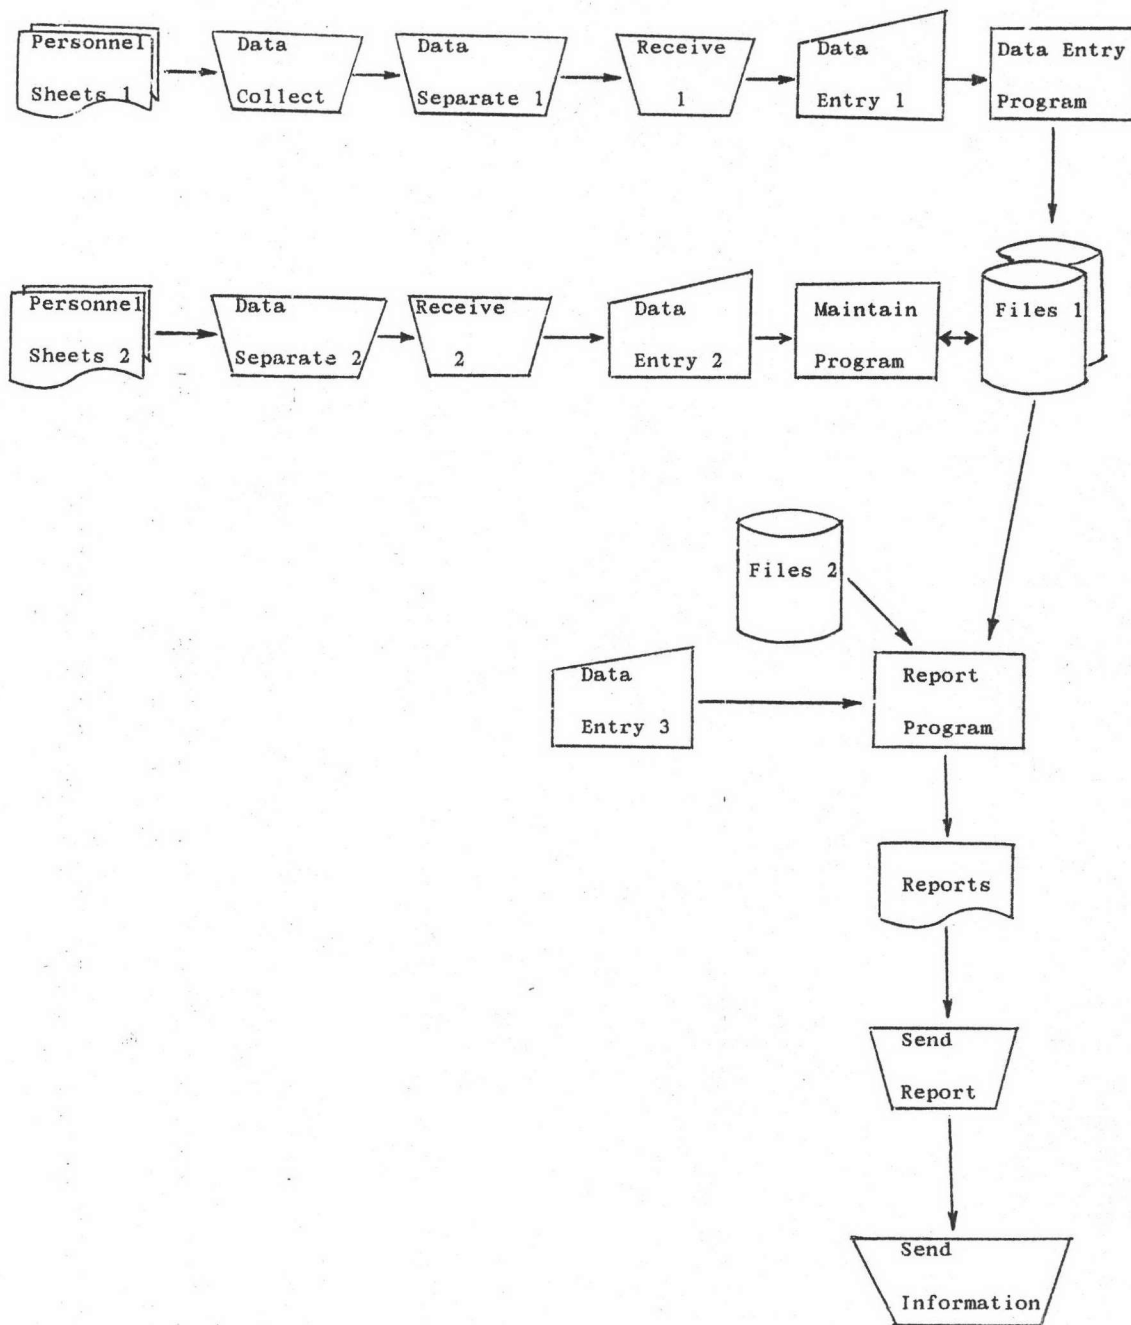 Personnel
Sheets 1
Data
Collect
Data
Separate 1
Receive
1
Data
Entry 1
Data Entry
Program
Personnel
Sheets 2
Data
Separate 2
Receive
2
Data
Entry 2
Maintain
Program
Files 1
Files 2
Data
Entry 3
Report
Program
Reports
Send
Report
Send
Information